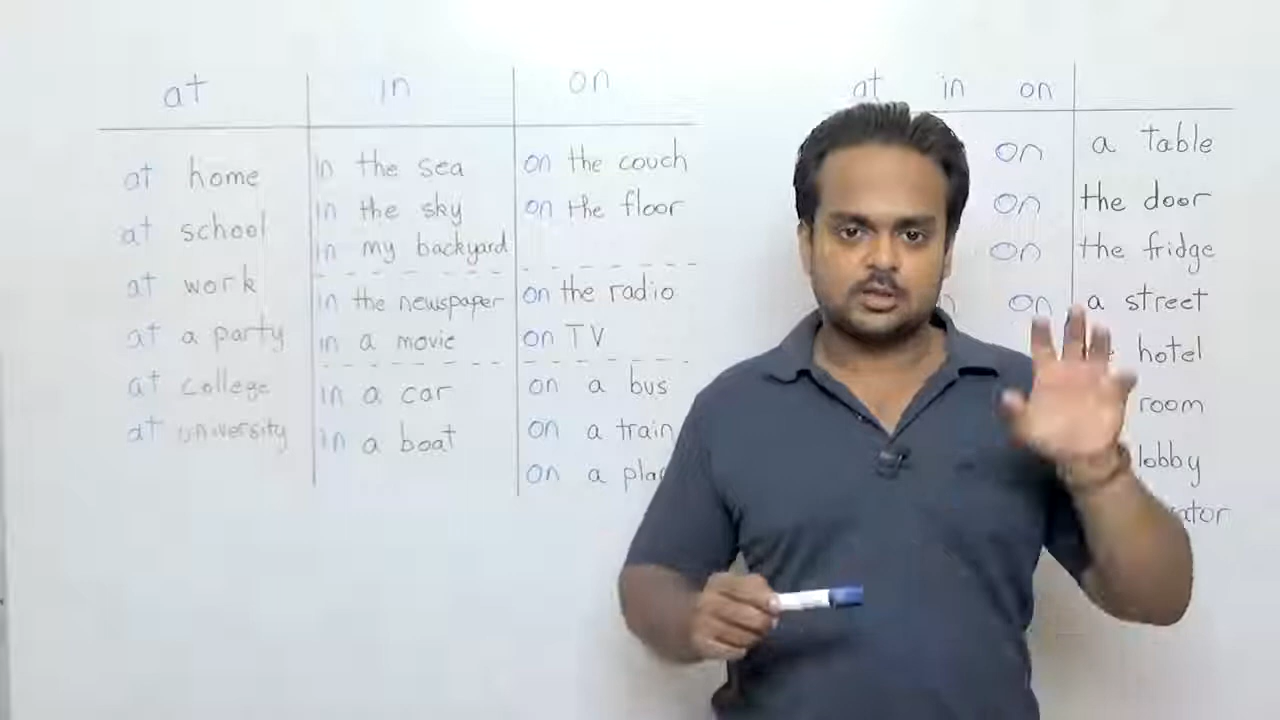 at in on
at home in the sea on the couch
at school in the sky on the floor
in my backyard
at work in the newspaper on the radio
at a party in a movie on TV
at college in a car on a bus
at university in a boat on a train
on a
at in on
on a table
on the door
on the fridge
on a street
hotel
room
lobby